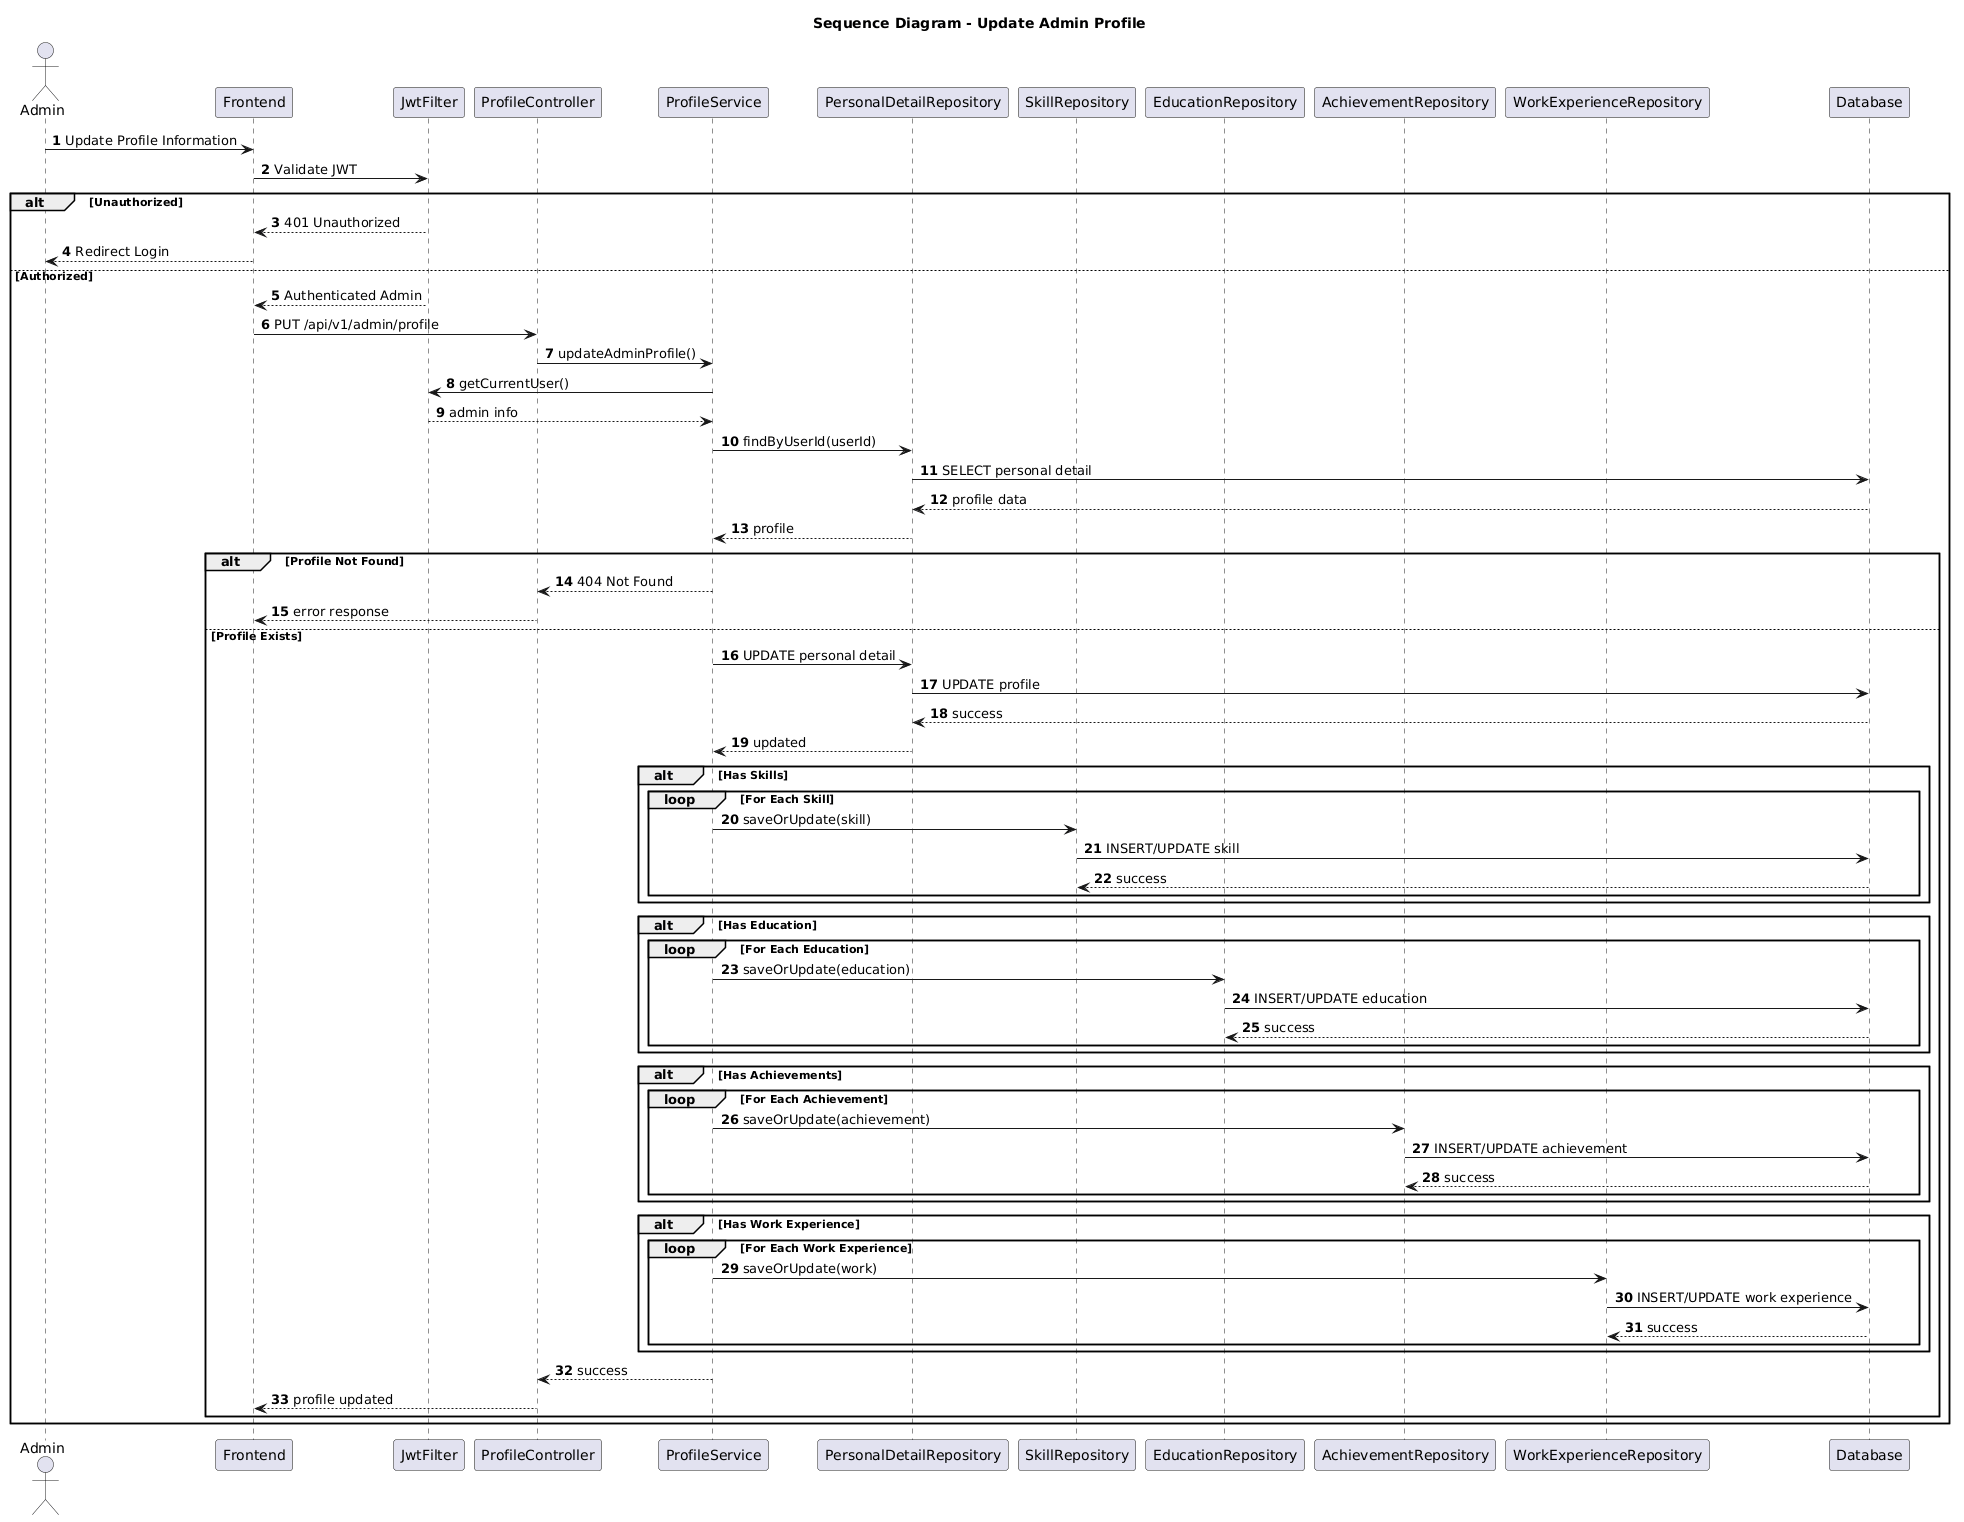 Sequence Diagram - Update Admin Profile
Admin
Frontend
JwtFilter
ProfileController
ProfileService
PersonalDetailRepository
SkillRepository
EducationRepository
AchievementRepository
WorkExperienceRepository
Database
1 Update Profile Information
2 Validate JWT
alt [Unauthorized]
3 401 Unauthorized
4 Redirect Login
[Authorized]
5 Authenticated Admin
6 PUT /api/v1/admin/profile
7 updateAdminProfile()
8 getCurrentUser()
9 admin info
10 findByUserId(userId)
11 SELECT personal detail
12 profile data
13 profile
alt [Profile Not Found]
14 404 Not Found
15 error response
[Profile Exists]
16 UPDATE personal detail
17 UPDATE profile
18 success
19 updated
alt [Has Skills]
loop [For Each Skill]
20 saveOrUpdate(skill)
21 INSERT/UPDATE skill
22 success
alt [Has Education]
loop [For Each Education]
23 saveOrUpdate(education)
24 INSERT/UPDATE education
25 success
alt [Has Achievements]
loop [For Each Achievement]
26 saveOrUpdate(achievement)
27 INSERT/UPDATE achievement
28 success
alt [Has Work Experience]
loop [For Each Work Experience]
29 saveOrUpdate(work)
30 INSERT/UPDATE work experience
31 success
32 success
33 profile updated
Admin
Frontend
JwtFilter
ProfileController
ProfileService
PersonalDetailRepository
SkillRepository
EducationRepository
AchievementRepository
WorkExperienceRepository
Database